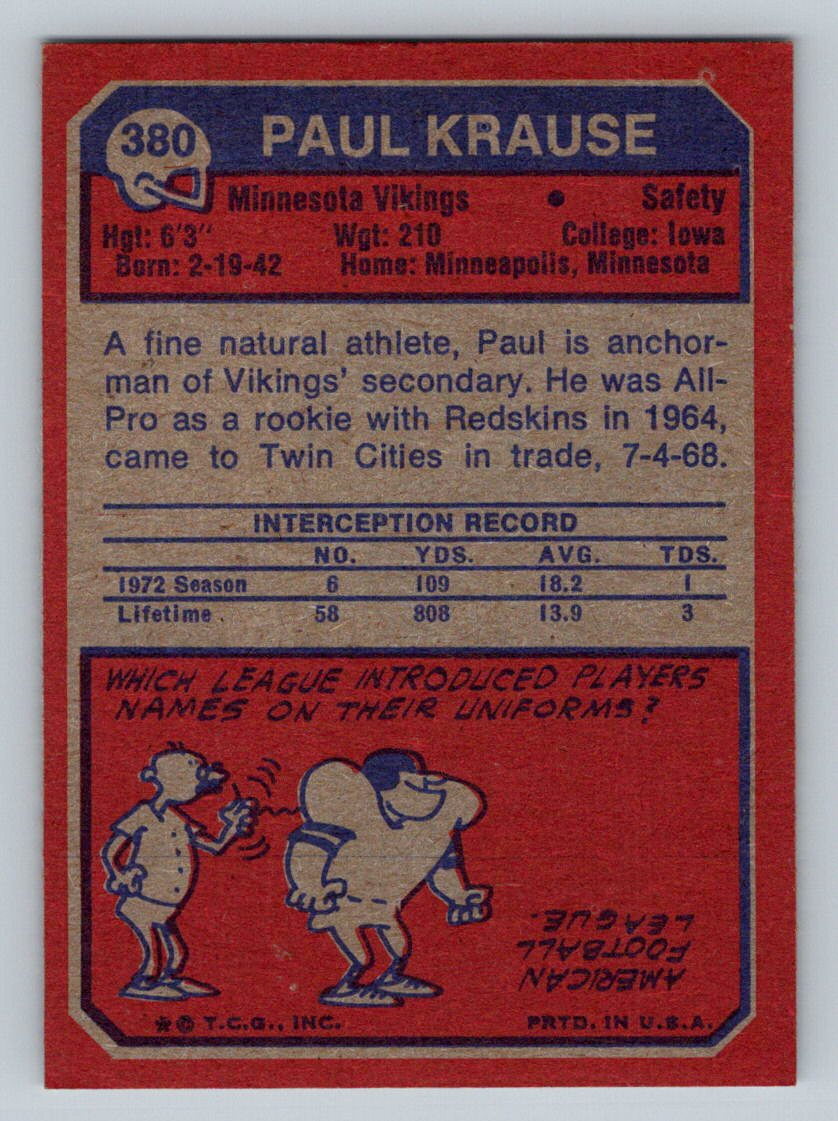 380 PAUL KRAUSE
Minnesota Vikings • Safety
Hgt: 6'3" Wgt: 210 College: Iowa
Born: 2-19-42 Home: Minneapolis, Minnesota
A fine natural athlete, Paul is anchor-
man of Vikings' secondary. He was All-
Pro as a rookie with Redskins in 1964,
came to Twin Cities in trade, 7-4-68.
INTERCEPTION RECORD
NO. YDS. AVG. TDS.
1972 Season 6 109 18.2 1
Lifetime 58 808 13.9 3
WHICH LEAGUE INTRODUCED PLAYERS
NAMES ON THEIR UNIFORMS?
AMERICAN
FOOTBALL
LEAGUE.
* © T.C.G., INC. PRTD. IN U.S.A.